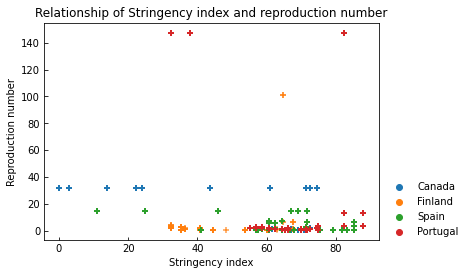 Relationship of Stringency index and reproduction number
140
120
100
80
60
40
20
0
Reproduction number
0 20 40 60 80
Stringency index
Canada
Finland
Spain
Portugal